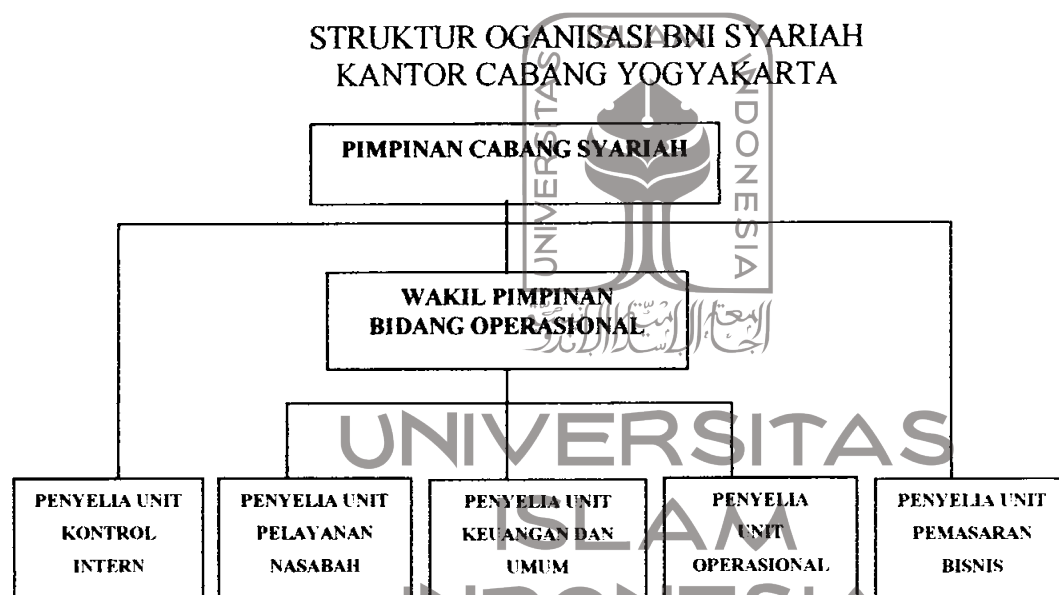 STRUKTUR OGANISASI BNI SYARIAH
KANTOR CABANG YOGYAKARTA
PIMPINAN CABANG SYARIAH
WAKIL PIMPINAN
BIDANG OPERASIONAL
PENYELIA UNIT
KONTROL
INTERN
PENYELIA UNIT
PELAYANAN
NASABAH
PENYELIA UNIT
KEUANGAN DAN
UMUM
PENYELIA
UNIT
OPERASIONAL
PENYELIA UNIT
PEMASARAN
BISNIS
UNIVERSITAS
ISLAM
INDONESIA
UNIVERSITAS
ISLAM
INDONESIA